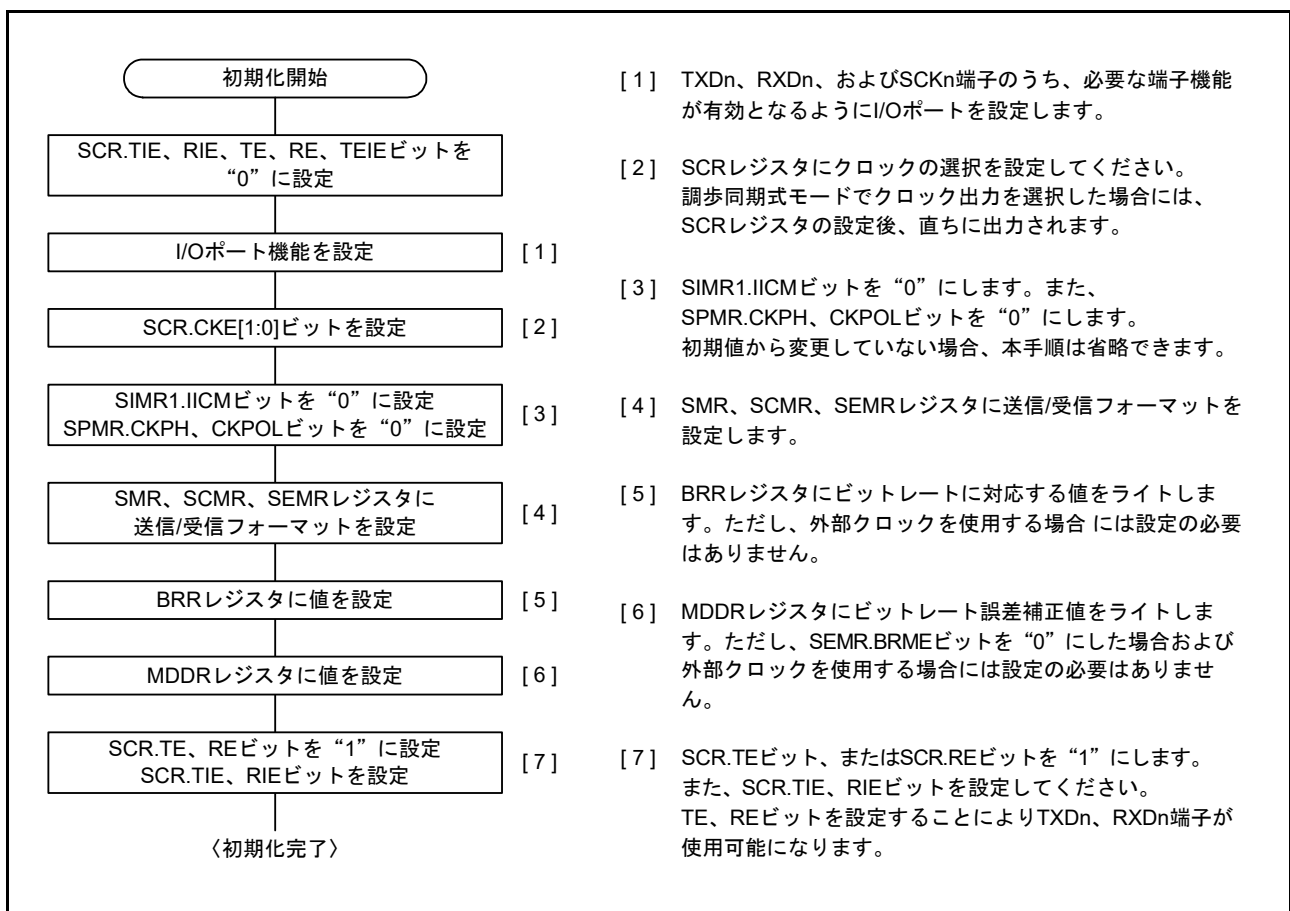 初期化開始
SCR.TIE、RIE、TE、RE、TEIEビットを
“0”に設定
I/Oポート機能を設定
[ 1 ]
SCR.CKE[1:0]ビットを設定
[ 2 ]
SIMR1.IICMビットを“0”に設定
SPMR.CKPH、CKPOLビットを“0”に設定
[ 3 ]
SMR、SCMR、SEMRレジスタに
送信/受信フォーマットを設定
[ 4 ]
BRRレジスタに値を設定
[ 5 ]
MDDRレジスタに値を設定
[ 6 ]
SCR.TE、REビットを“1”に設定
SCR.TIE、RIEビットを設定
[ 7 ]
〈初期化完了〉
[ 1 ] TXDn、RXDn、およびSCKn端子のうち、必要な端子機能
が有効となるようにI/Oポートを設定します。
[ 2 ] SCRレジスタにクロックの選択を設定してください。
調歩同期式モードでクロック出力を選択した場合には、
SCRレジスタの設定後、直ちに出力されます。
[ 3 ] SIMR1.IICMビットを“0”にします。また、
SPMR.CKPH、CKPOLビットを“0”にします。
初期値から変更していない場合、本手順は省略できます。
[ 4 ] SMR、SCMR、SEMRレジスタに送信/受信フォーマットを
設定します。
[ 5 ] BRRレジスタにビットレートに対応する値をライトしま
す。ただし、外部クロックを使用する場合 には設定の必要
はありません。
[ 6 ] MDDRレジスタにビットレート誤差補正値をライトしま
す。ただし、SEMR.BRMEビットを“0”にした場合および
外部クロックを使用する場合には設定の必要はありませ
ん。
[ 7 ] SCR.TEビット、またはSCR.REビットを“1”にします。
また、SCR.TIE、RIEビットを設定してください。
TE、REビットを設定することによりTXDn、RXDn端子が
使用可能になります。